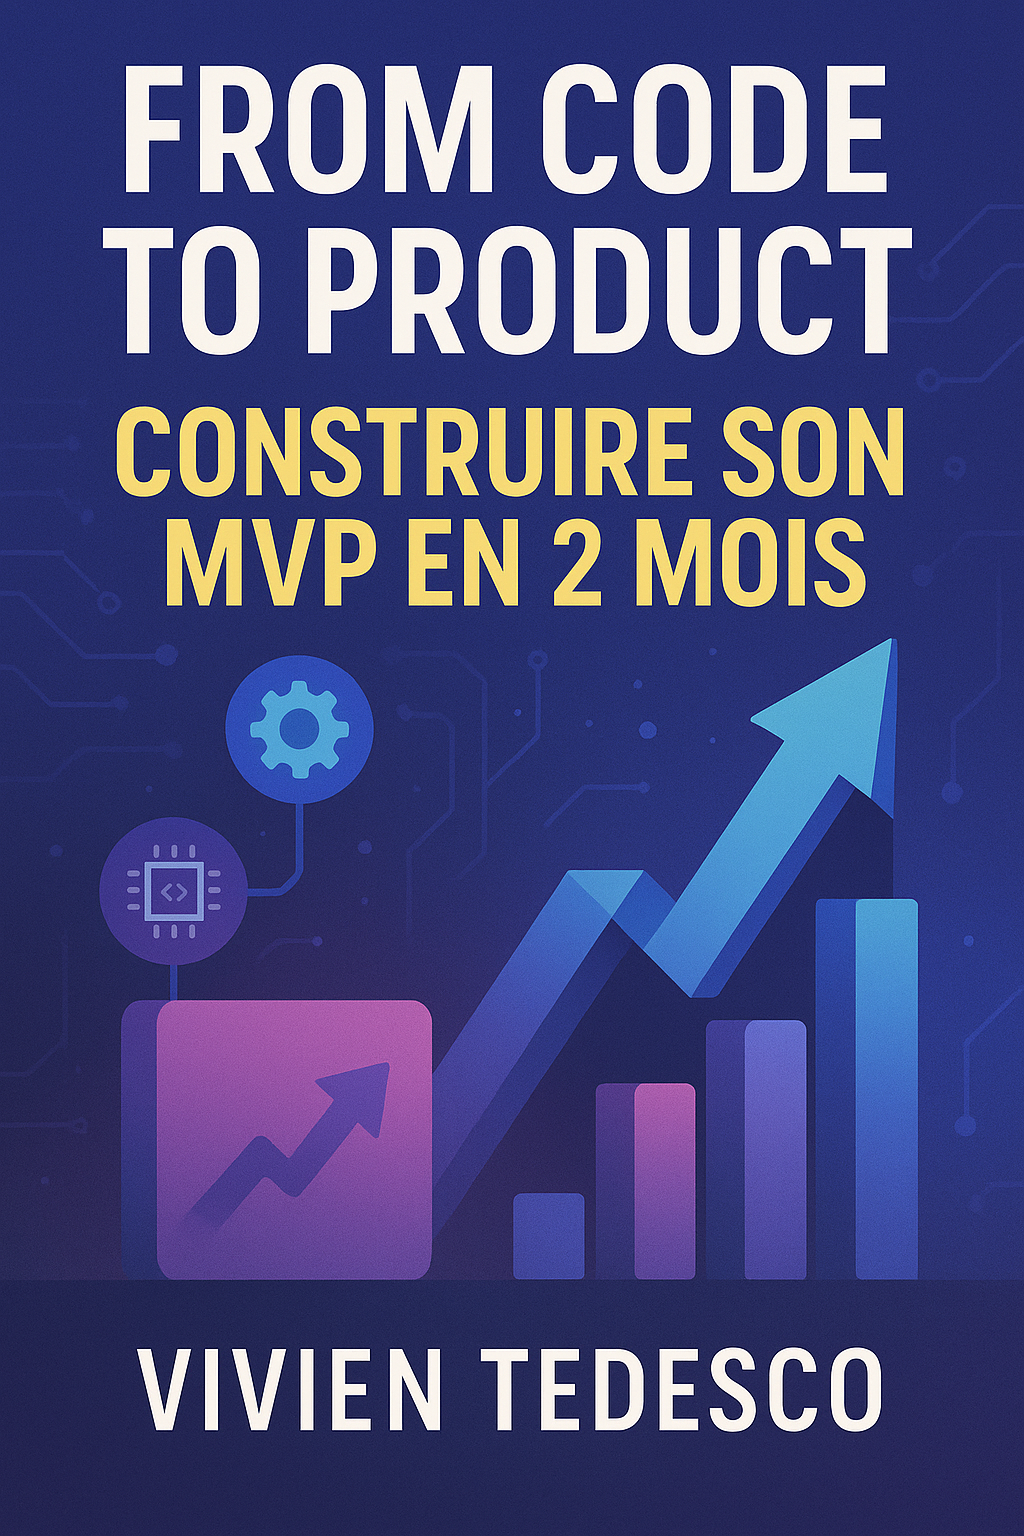 FROM CODE
TO PRODUCT
CONSTRUIRE SON
MVP EN 2 MOIS
<>
VIVIEN TEDESCO